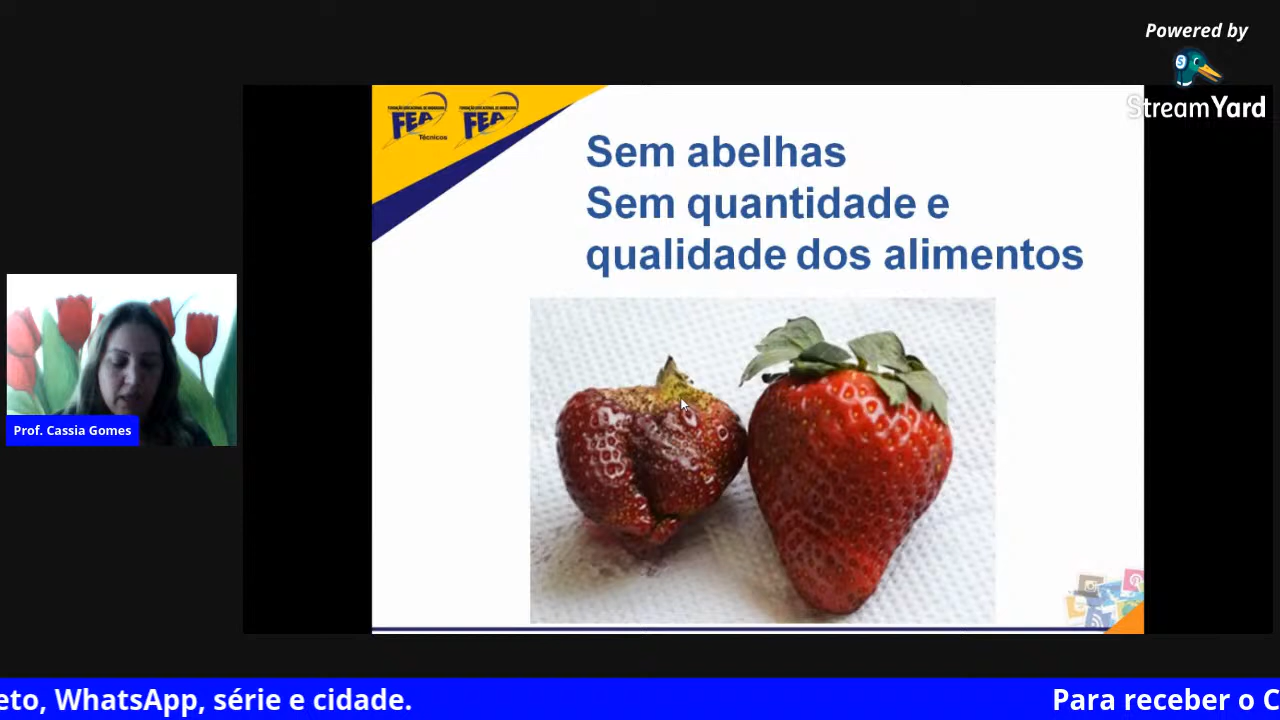 Powered by
StreamYard
FEA
Técnicos
FEA
Sem abelhas
Sem quantidade e
qualidade dos alimentos
Prof. Cassia Gomes
eto, WhatsApp, série e cidade.
Para receber o C